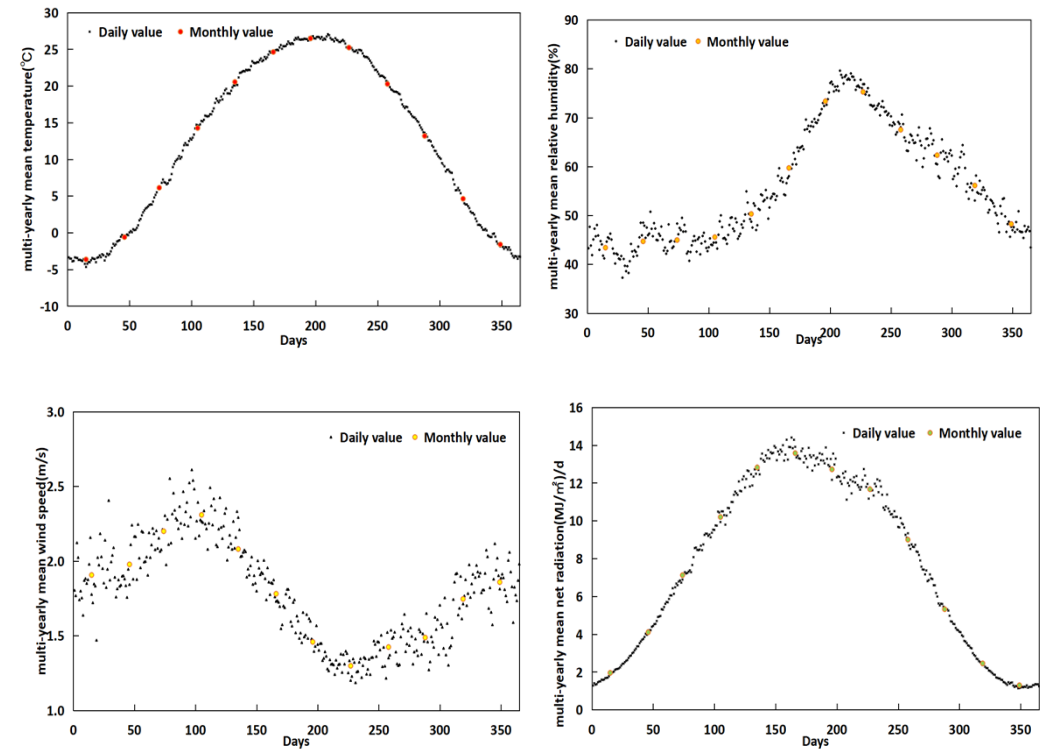 multi-yearly mean temperature(℃)
Daily value
Monthly value
30
25
20
15
10
5
0
-5
-10
0 50 100 150 200 250 300 350
Days
multi-yearly mean relative humidity(%)
Daily value
Monthly value
90
80
70
60
50
40
30
0 50 100 150 200 250 300 350
Days
multi-yearly mean wind speed(m/s)
Daily value
Monthly value
3.0
2.5
2.0
1.5
1.0
0 50 100 150 200 250 300 350
Days
multi-yearly mean net radiation(MJ/㎡)/d
Daily value
Monthly value
16
14
12
10
8
6
4
2
0
0 50 100 150 200 250 300 350
Days